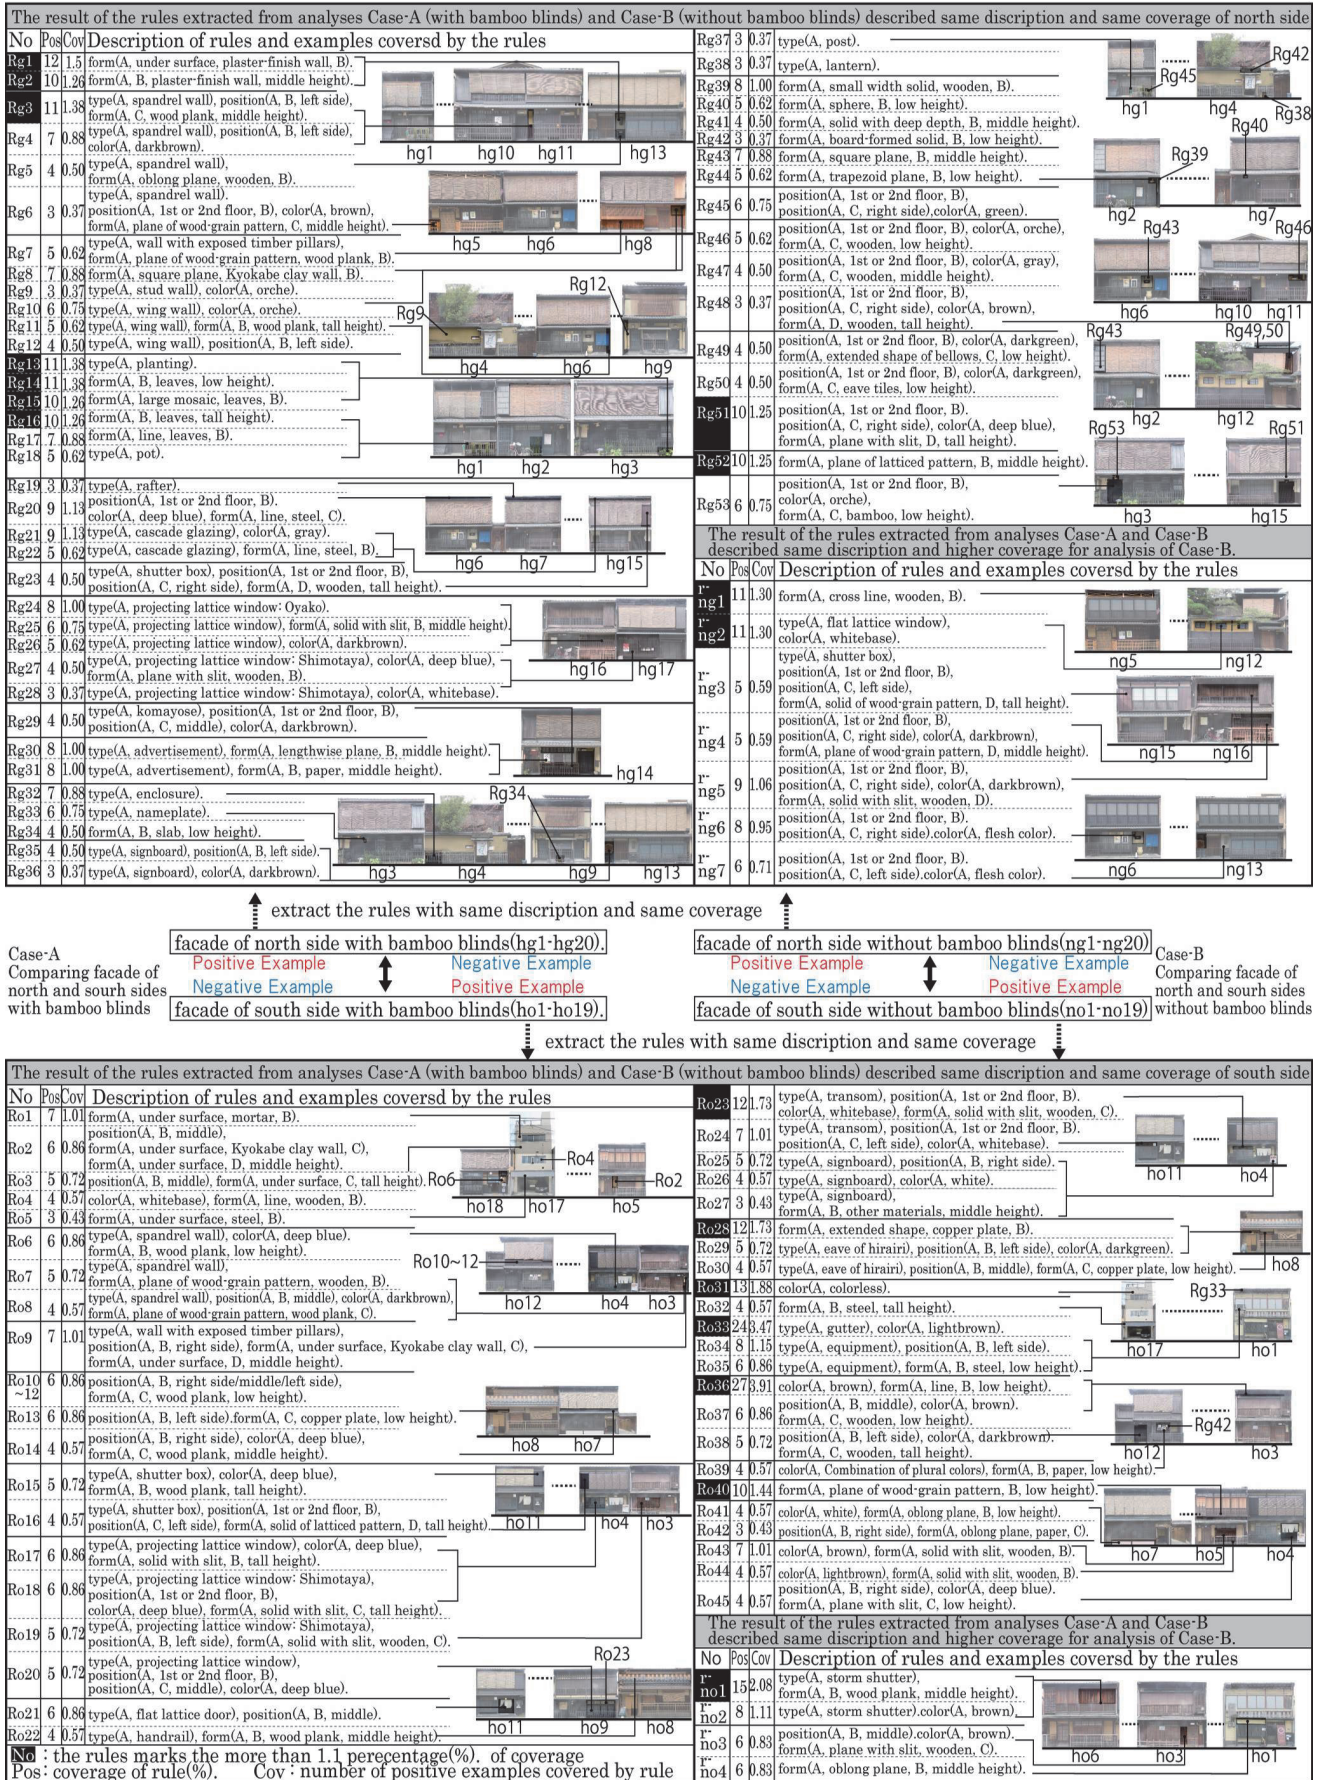 The result of the rules extracted from analyses Case-A (with bamboo blinds) and Case-B (without bamboo blinds) described same discription and same coverage of north side
No Pos Cov Description of rules and examples coversd by the rules
Rg1 12 1.5 form(A, under surface, plaster-finish wall, B).
Rg2 10 1.26 form(A, B, plaster-finish wall, middle height).
Rg3 11 1.38 type(A, spandrel wall), position(A, B, left side),
form(A, C, wood plank, middle height).
Rg4 7 0.88 type(A, spandrel wall), position(A, B, left side),
color(A, darkbrown).
hg1 hg10 hg11 hg13
Rg5 4 0.50 type(A, spandrel wall),
form(A, oblong plane, wooden, B).
Rg6 3 0.37 type(A, spandrel wall).
position(A, 1st or 2nd floor, B), color(A, brown),
form(A, plane of wood-grain pattern, C, middle height).
hg5 hg6 hg8
Rg7 5 0.62 type(A, wall with exposed timber pillars),
form(A, plane of wood-grain pattern, wood plank, B).
Rg8 7 0.88 form(A, square plane, Kyokabe clay wall, B).
Rg9 3 0.37 type(A, stud wall), color(A, orche).
Rg10 6 0.75 type(A, wing wall), color(A, orche).
Rg11 5 0.62 type(A, wing wall), form(A, B, wood plank, tall height).
Rg12 4 0.50 type(A, wing wall), position(A, B, left side).
Rg9 Rg12
hg4 hg6 hg9
Rg13 11 1.38 type(A, planting).
Rg14 11 1.38 form(A, B, leaves, low height).
Rg15 10 1.26 form(A, large mosaic, leaves, B).
Rg16 10 1.26 form(A, B, leaves, tall height).
Rg17 7 0.88 form(A, line, leaves, B).
Rg18 5 0.62 type(A, pot).
hg1 hg2 hg3
Rg19 3 0.37 type(A, rafter).
Rg20 9 1.13 position(A, 1st or 2nd floor, B).
color(A, deep blue), form(A, line, steel, C).
Rg21 9 1.13 type(A, cascade glazing), color(A, gray).
Rg22 5 0.62 type(A, cascade glazing), form(A, line, steel, B).
hg6 hg7 hg15
Rg23 4 0.50 type(A, shutter box), position(A, 1st or 2nd floor, B),
position(A, C, right side), form(A, D, wooden, tall height).
Rg24 8 1.00 type(A, projecting lattice window: Oyako).
Rg25 6 0.75 type(A, projecting lattice window), form(A, solid with slit, B, middle height).
Rg26 5 0.62 type(A, projecting lattice window), color(A, darkbrown).
Rg27 4 0.50 type(A, projecting lattice window: Shimotaya), color(A, deep blue),
form(A, plane with slit, wooden, B).
Rg28 3 0.37 type(A, projecting lattice window: Shimotaya), color(A, whitebase).
hg16 hg17
Rg29 4 0.50 type(A, komayose), position(A, 1st or 2nd floor, B),
position(A, C, middle), color(A, darkbrown).
Rg30 8 1.00 type(A, advertisement), form(A, lengthwise plane, B, middle height).
Rg31 8 1.00 type(A, advertisement), form(A, B, paper, middle height).
hg14
Rg32 7 0.88 type(A, enclosure).
Rg33 6 0.75 type(A, nameplate).
Rg34 4 0.50 form(A, B, slab, low height).
Rg35 4 0.50 type(A, signboard), position(A, B, left side).
Rg36 3 0.37 type(A, signboard), color(A, darkbrown).
Rg34
hg3 hg4 hg9 hg13
Rg37 3 0.37 type(A, post).
Rg38 3 0.37 type(A, lantern).
Rg39 8 1.00 form(A, small width solid, wooden, B).
Rg40 5 0.62 form(A, sphere, B, low height).
Rg41 4 0.50 form(A, solid with deep depth, B, middle height).
Rg42 3 0.37 form(A, board-formed solid, B, low height).
Rg43 7 0.88 form(A, square plane, B, middle height).
Rg44 5 0.62 form(A, trapezoid plane, B, low height).
Rg42 Rg45 hg1 hg4 Rg38
Rg40 Rg39
hg2 hg7
Rg45 6 0.75 position(A, 1st or 2nd floor, B).
position(A, C, right side).color(A, green).
Rg46 5 0.62 position(A, 1st or 2nd floor, B), color(A, orche),
form(A, C, wooden, low height).
Rg47 4 0.50 position(A, 1st or 2nd floor, B), color(A, gray),
form(A, C, wooden, middle height).
Rg48 3 0.37 position(A, 1st or 2nd floor, B),
position(A, C, right side), color(A, brown),
form(A, D, wooden, tall height).
Rg43 Rg46
hg6 hg10 hg11
Rg49 4 0.50 position(A, 1st or 2nd floor, B), color(A, darkgreen),
form(A, extended shape of bellows, C, low height).
Rg50 4 0.50 position(A, 1st or 2nd floor, B), color(A, darkgreen),
form(A, C, eave tiles, low height).
Rg43 Rg49,50
hg2 hg12
Rg51 10 1.25 position(A, 1st or 2nd floor, B).
position(A, C, right side), color(A, deep blue),
form(A, plane with slit, D, tall height).
Rg52 10 1.25 form(A, plane of latticed pattern, B, middle height).
Rg53 6 0.75 position(A, 1st or 2nd floor, B),
color(A, orche),
form(A, C, bamboo, low height).
Rg53 Rg51
hg3 hg15
The result of the rules extracted from analyses Case-A and Case-B
described same discription and higher coverage for analysis of Case-B.
No Pos Cov Description of rules and examples coversd by the rules
r-ng1 11 1.30 form(A, cross line, wooden, B).
r-ng2 11 1.30 type(A, flat lattice window),
color(A, whitebase).
ng5 ng12
r-ng3 5 0.59 type(A, shutter box),
position(A, 1st or 2nd floor, B),
position(A, C, left side),
form(A, solid of wood-grain pattern, D, tall height).
r-ng4 5 0.59 position(A, 1st or 2nd floor, B),
position(A, C, right side), color(A, darkbrown),
form(A, plane of wood-grain pattern, D, middle height).
ng15 ng16
r-ng5 9 1.06 position(A, 1st or 2nd floor, B),
position(A, C, right side), color(A, darkbrown),
form(A, solid with slit, wooden, D).
r-ng6 8 0.95 position(A, 1st or 2nd floor, B).
position(A, C, right side).color(A, flesh color).
r-ng7 6 0.71 position(A, 1st or 2nd floor, B).
position(A, C, left side).color(A, flesh color).
ng6 ng13
extract the rules with same discription and same coverage
Case-A
Comparing facade of
north and sourh sides
with bamboo blinds
facade of north side with bamboo blinds(hg1-hg20).
Positive Example Negative Example
Negative Example Positive Example
facade of south side with bamboo blinds(ho1-ho19).
facade of north side without bamboo blinds(ng1-ng20)
Positive Example Negative Example
Negative Example Positive Example
facade of south side without bamboo blinds(no1-no19)
Case-B
Comparing facade of
north and sourh sides
without bamboo blinds
extract the rules with same discription and same coverage
The result of the rules extracted from analyses Case-A (with bamboo blinds) and Case-B (without bamboo blinds) described same discription and same coverage of south side
No Pos Cov Description of rules and examples coversd by the rules
Ro1 7 1.01 form(A, under surface, mortar, B).
Ro2 6 0.86 position(A, B, middle),
form(A, under surface, Kyokabe clay wall, C),
form(A, under surface, D, middle height).
Ro3 5 0.72 position(A, B, middle), form(A, under surface, C, tall height).
Ro4 4 0.57 color(A, whitebase), form(A, line, wooden, B).
Ro5 3 0.43 form(A, under surface, steel, B).
Ro6 Ro4 Ro2
ho18 ho17 ho5
Ro6 6 0.86 type(A, spandrel wall), color(A, deep blue).
form(A, B, wood plank, low height).
Ro7 5 0.72 type(A, spandrel wall),
form(A, plane of wood-grain pattern, wooden, B).
Ro8 4 0.57 type(A, spandrel wall), position(A, B, middle), color(A, darkbrown),
form(A, plane of wood-grain pattern, wood plank, C).
Ro10~12
ho12 ho4 ho3
Ro9 7 1.01 type(A, wall with exposed timber pillars),
position(A, B, right side), form(A, under surface, Kyokabe clay wall, C),
form(A, under surface, D, middle height).
Ro10 ~12 6 0.86 position(A, B, right side/middle/left side),
form(A, C, wood plank, low height).
Ro13 6 0.86 position(A, B, left side).form(A, C, copper plate, low height).
Ro14 4 0.57 position(A, B, right side), color(A, deep blue),
form(A, C, wood plank, middle height).
ho8 ho7
Ro15 5 0.72 type(A, shutter box), color(A, deep blue),
form(A, B, wood plank, tall height).
Ro16 4 0.57 type(A, shutter box), position(A, 1st or 2nd floor, B),
position(A, C, left side), form(A, solid of latticed pattern, D, tall height).
ho11 ho4 ho3
Ro17 6 0.86 type(A, projecting lattice window), color(A, deep blue),
form(A, solid with slit, B, tall height).
Ro18 6 0.86 type(A, projecting lattice window: Shimotaya),
position(A, 1st or 2nd floor, B),
color(A, deep blue), form(A, solid with slit, C, tall height).
Ro19 5 0.72 type(A, projecting lattice window: Shimotaya),
position(A, B, left side), form(A, solid with slit, wooden, C).
Ro20 5 0.72 type(A, projecting lattice window),
position(A, 1st or 2nd floor, B),
position(A, C, middle), color(A, deep blue).
Ro21 6 0.86 type(A, flat lattice door), position(A, B, middle).
Ro22 4 0.57 type(A, handrail), form(A, B, wood plank, middle height).
Ro23
ho11 ho9 ho8
No : the rules marks the more than 1.1 perecentage(%). of coverage
Pos: coverage of rule(%). Cov : number of positive examples covered by rule
Ro23 12 1.73 type(A, transom), position(A, 1st or 2nd floor, B).
color(A, whitebase), form(A, solid with slit, wooden, C).
Ro24 7 1.01 type(A, transom), position(A, 1st or 2nd floor, B).
position(A, C, left side), color(A, whitebase).
Ro25 5 0.72 type(A, signboard), position(A, B, right side).
Ro26 4 0.57 type(A, signboard), color(A, white).
Ro27 3 0.43 type(A, signboard),
form(A, B, other materials, middle height).
ho11 ho4
Ro28 12 1.73 form(A, extended shape, copper plate, B).
Ro29 5 0.72 type(A, eave of hirairi), position(A, B, left side), color(A, darkgreen).
Ro30 4 0.57 type(A, eave of hirairi), position(A, B, middle), form(A, C, copper plate, low height).
ho8
Ro31 13 1.88 color(A, colorless).
Ro32 4 0.57 form(A, B, steel, tall height).
Ro33 24 3.47 type(A, gutter), color(A, lightbrown).
Ro34 8 1.15 type(A, equipment), position(A, B, left side).
Ro35 6 0.86 type(A, equipment), form(A, B, steel, low height).
Rg33
ho17 ho1
Ro36 27 3.91 color(A, brown), form(A, line, B, low height).
Ro37 6 0.86 position(A, B, middle), color(A, brown).
form(A, C, wooden, low height).
Ro38 5 0.72 position(A, B, left side), color(A, darkbrown).
form(A, C, wooden, tall height).
Rg42
ho12 ho3
Ro39 4 0.57 color(A, Combination of plural colors), form(A, B, paper, low height).
Ro40 10 1.44 form(A, plane of wood-grain pattern, B, low height).
Ro41 4 0.57 color(A, white), form(A, oblong plane, B, low height).
Ro42 3 0.43 position(A, B, right side), form(A, oblong plane, paper, C).
Ro43 7 1.01 color(A, brown), form(A, solid with slit, wooden, B).
Ro44 4 0.57 color(A, lightbrown), form(A, solid with slit, wooden, B).
Ro45 4 0.57 position(A, B, right side), color(A, deep blue).
form(A, plane with slit, C, low height).
ho7 ho5 ho4
The result of the rules extracted from analyses Case-A and Case-B
described same discription and higher coverage for analysis of Case-B.
No Pos Cov Description of rules and examples coversd by the rules
r-no1 15 2.08 type(A, storm shutter),
form(A, B, wood plank, middle height).
r-no2 8 1.11 type(A, storm shutter).color(A, brown).
r-no3 6 0.83 position(A, B, middle).color(A, brown).
form(A, plane with slit, wooden, C).
r-no4 6 0.83 form(A, oblong plane, B, middle height).
ho6 ho3 ho1